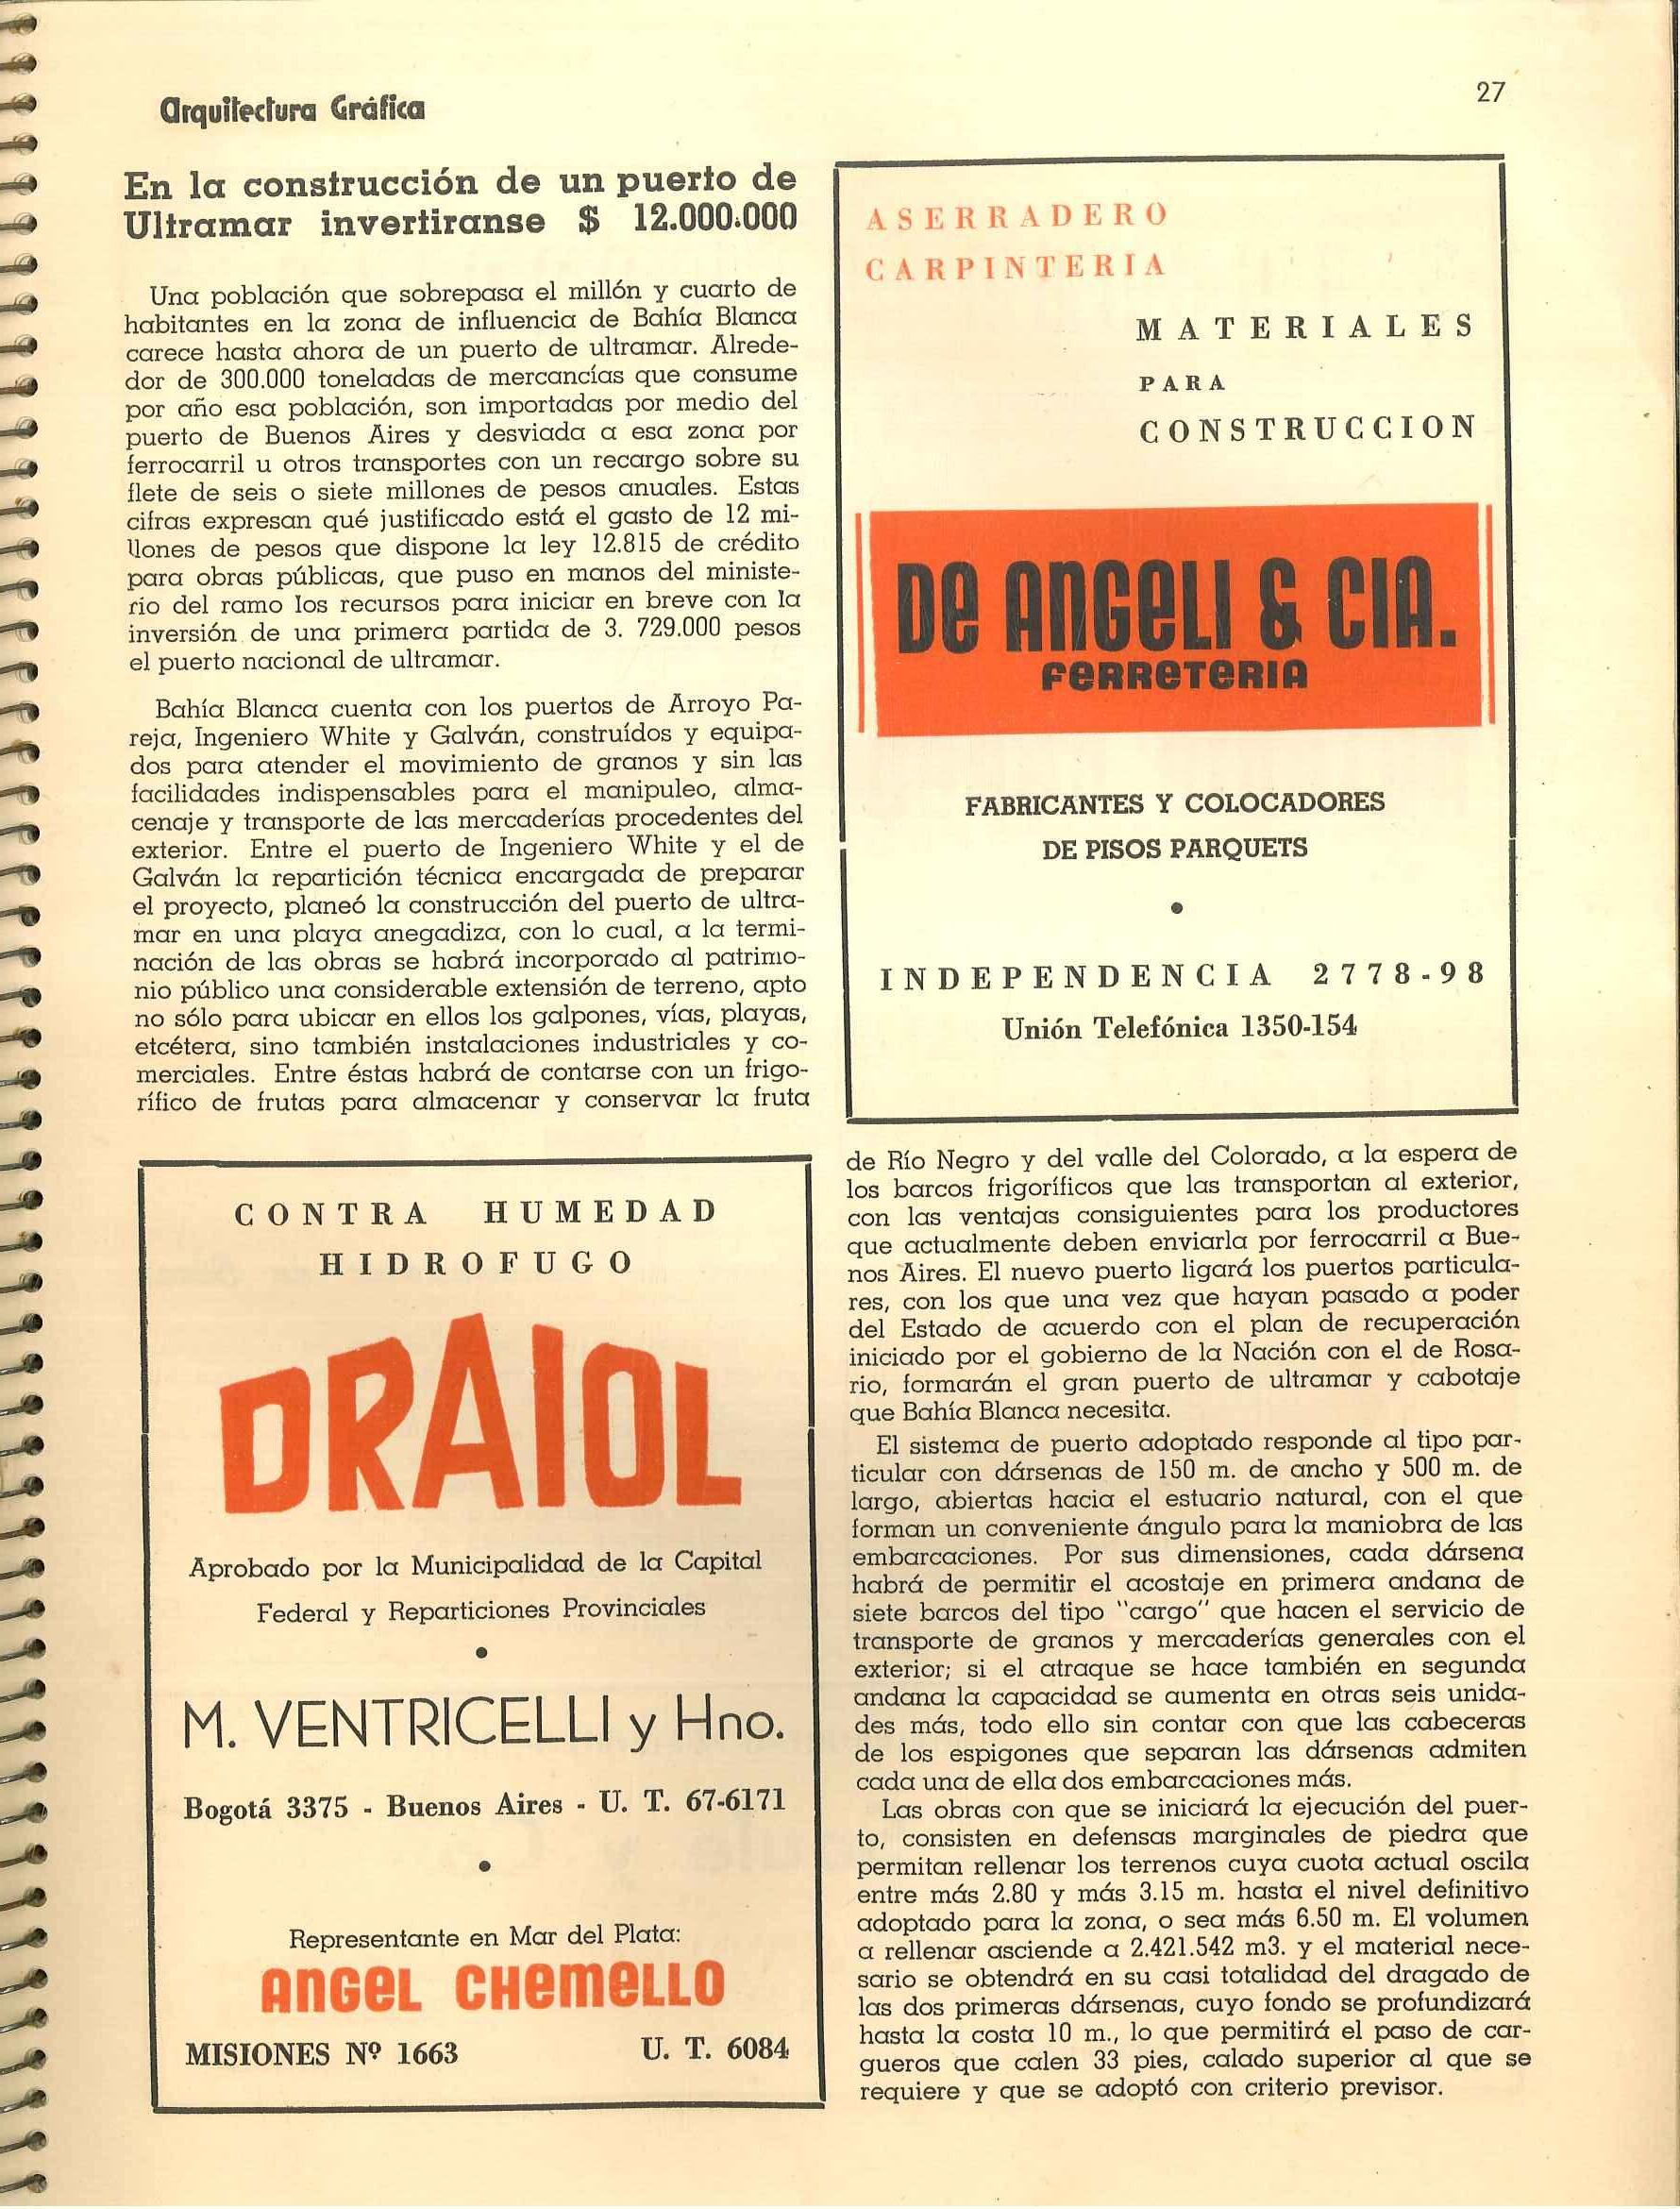 Arquitectura Gráfica
27
En la construcción de un puerto de
Ultramar invertiranse $ 12.000.000
Una población que sobrepasa el millón y cuarto de
habitantes en la zona de influencia de Bahía Blanca
carece hasta ahora de un puerto de ultramar. Alrede-
dor de 300.000 toneladas de mercancías que consume
por año esa población, son importadas por medio del
puerto de Buenos Aires y desviada a esa zona por
ferrocarril u otros transportes con un recargo sobre su
flete de seis o siete millones de pesos anuales. Estas
cifras expresan qué justificado está el gasto de 12 mi-
llones de pesos que dispone la ley 12.815 de crédito
para obras públicas, que puso en manos del ministe-
rio del ramo los recursos para iniciar en breve con la
inversión de una primera partida de 3. 729.000 pesos
el puerto nacional de ultramar.
Bahía Blanca cuenta con los puertos de Arroyo Pa-
reja, Ingeniero White y Galván, construídos y equipa-
dos para atender el movimiento de granos y sin las
facilidades indispensables para el manipuleo, alma-
cenaje y transporte de las mercaderías procedentes del
exterior. Entre el puerto de Ingeniero White y el de
Galván la repartición técnica encargada de preparar
el proyecto, planeó la construcción del puerto de ultra-
mar en una playa anegadiza, con lo cual, a la termi-
nación de las obras se habrá incorporado al patrimo-
nio público una considerable extensión de terreno, apto
no sólo para ubicar en ellos los galpones, vías, playas,
etcétera, sino también instalaciones industriales y co-
merciales. Entre éstas habrá de contarse con un frigo-
rífico de frutas para almacenar y conservar la fruta
ASERRADERO
CARPINTERIA
MATERIALES
PARA
CONSTRUCCION
De AnGeLI & CIA.
FeRReTeRIA
FABRICANTES Y COLOCADORES
DE PISOS PARQUETS
•
INDEPENDENCIA 2778-98
Unión Telefónica 1350-154
CONTRA HUMEDAD
HIDROFUGO
DRAIOL
Aprobado por la Municipalidad de la Capital
Federal y Reparticiones Provinciales
•
M. VENTRICELLI y Hno.
Bogotá 3375 - Buenos Aires - U. T. 67-6171
•
Representante en Mar del Plata:
AnGeL CHemeLLO
MISIONES Nº 1663 U. T. 6084
de Río Negro y del valle del Colorado, a la espera de
los barcos frigoríficos que las transportan al exterior,
con las ventajas consiguientes para los productores
que actualmente deben enviarla por ferrocarril a Bue-
nos Aires. El nuevo puerto ligará los puertos particula-
res, con los que una vez que hayan pasado a poder
del Estado de acuerdo con el plan de recuperación
iniciado por el gobierno de la Nación con el de Rosa-
rio, formarán el gran puerto de ultramar y cabotaje
que Bahía Blanca necesita.
El sistema de puerto adoptado responde al tipo par-
ticular con dársenas de 150 m. de ancho y 500 m. de
largo, abiertas hacia el estuario natural, con el que
forman un conveniente ángulo para la maniobra de las
embarcaciones. Por sus dimensiones, cada dársena
habrá de permitir el acostaje en primera andana de
siete barcos del tipo "cargo" que hacen el servicio de
transporte de granos y mercaderías generales con el
exterior; si el atraque se hace también en segunda
andana la capacidad se aumenta en otras seis unida-
des más, todo ello sin contar con que las cabeceras
de los espigones que separan las dársenas admiten
cada una de ella dos embarcaciones más.
Las obras con que se iniciará la ejecución del puer-
to, consisten en defensas marginales de piedra que
permitan rellenar los terrenos cuya cuota actual oscila
entre más 2.80 y más 3.15 m. hasta el nivel definitivo
adoptado para la zona, o sea más 6.50 m. El volumen
a rellenar asciende a 2.421.542 m3. y el material nece-
sario se obtendrá en su casi totalidad del dragado de
las dos primeras dársenas, cuyo fondo se profundizará
hasta la costa 10 m., lo que permitirá el paso de car-
gueros que calen 33 pies, calado superior al que se
requiere y que se adoptó con criterio previsor.